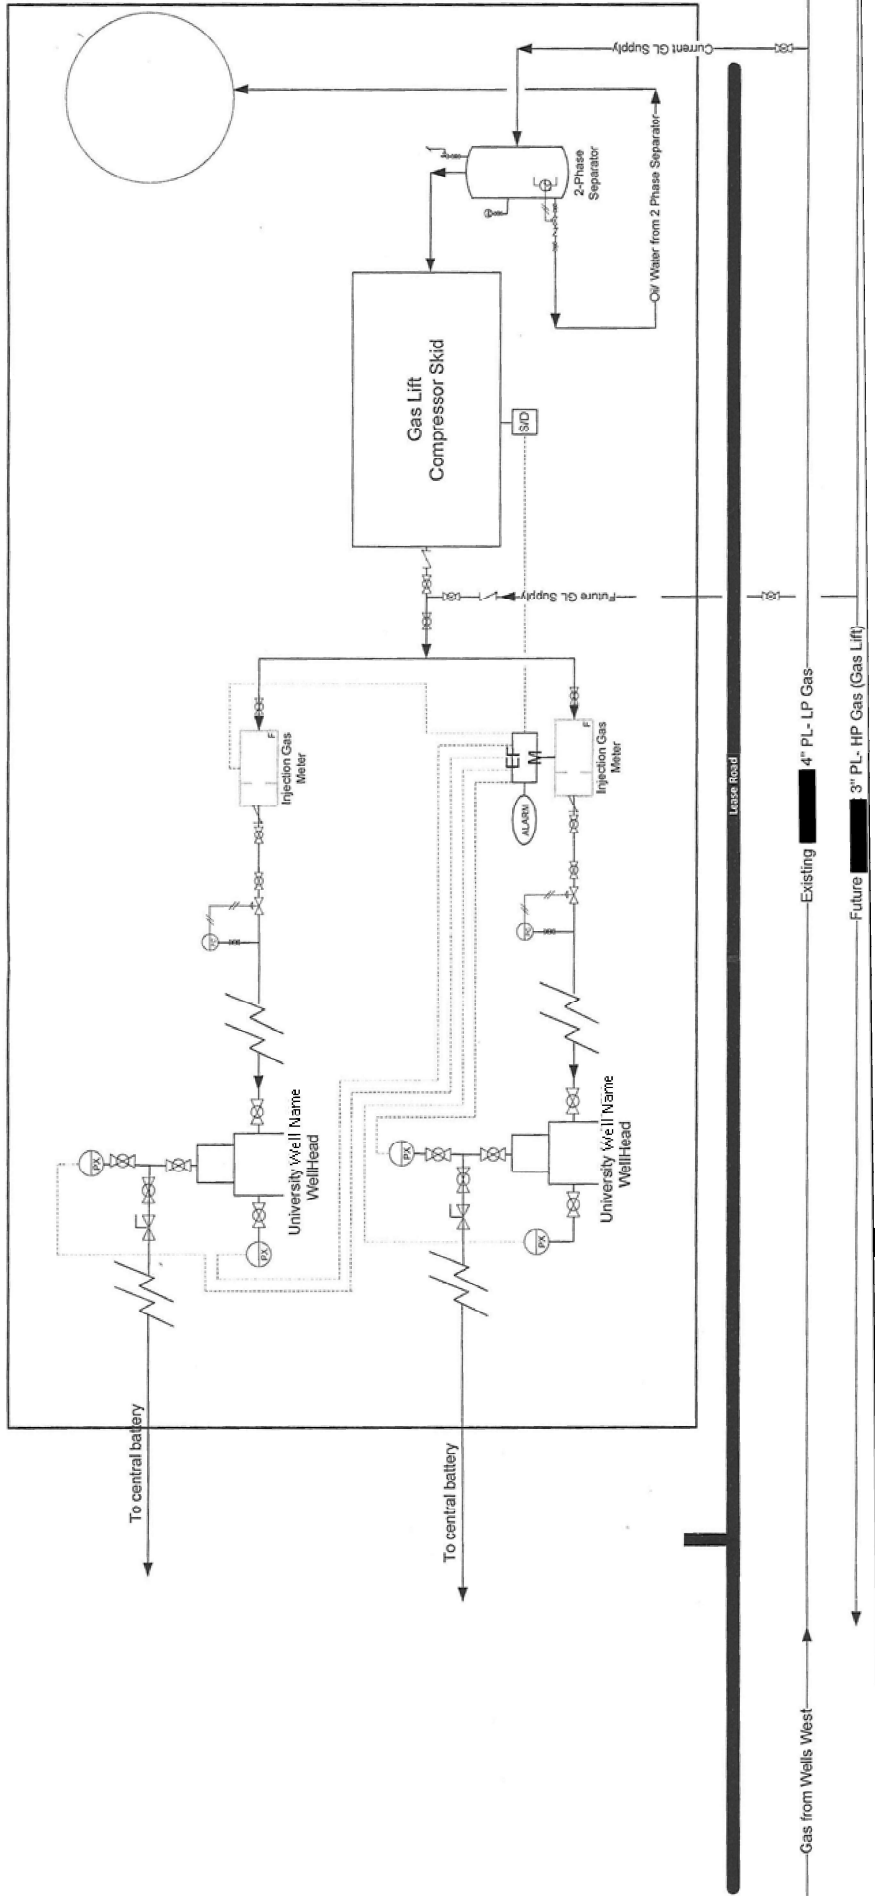 Current GL Supply
2-Phase
Separator
Oil/ Water from 2 Phase Separator
Gas Lift
Compressor Skid
S/D
Future GL Supply
F
Injection Gas
Meter
F
Injection Gas
Meter
EF
M
ALARM
PC
PC
Lease Road
Existing
4" PL- LP Gas
Future
3" PL- HP Gas (Gas Lift)
University Well Name
WellHead
PX
PX
University Well Name
WellHead
PX
PX
To central battery
To central battery
Gas from Wells West